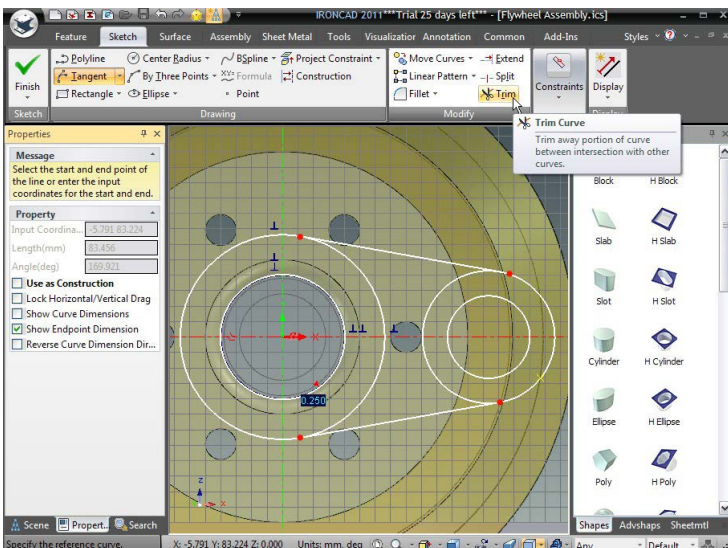 IRONCAD 2011***Trial 25 days left*** - [Flywheel Assembly.ics]
Feature Sketch Surface Assembly Sheet Metal Tools Visualization Annotation Common Add-Ins Styles
Polyline Center Radius BSpline Project Constraint Move Curves Extend
Finish Tangent By Three Points XY= Formula Construction Linear Pattern Split Constraints Display
Rectangle Ellipse Point Fillet Trim
Sketch Drawing Modify Display
Properties
Trim Curve
Trim away portion of curve
between intersection with other
curves.
Message
Select the start and end point of
the line or enter the input
coordinates for the start and end.
Property
Input Coordina... -5.791 83.224
Length(mm) 83.456
Angle(deg) 169.921
Use as Construction
Lock Horizontal/Vertical Drag
Show Curve Dimensions
Show Endpoint Dimension
Reverse Curve Dimension Dir...
0.250
X
z
x
Block H Block
Slab H Slab
Slot H Slot
Cylinder H Cylinder
Ellipse H Ellipse
Poly H Poly
Scene Propert.. Search
Shapes Advshaps Sheetmtl
Specify the reference curve. X: -5.791 Y: 83.224 Z: 0.000 Units: mm, deg Any Default